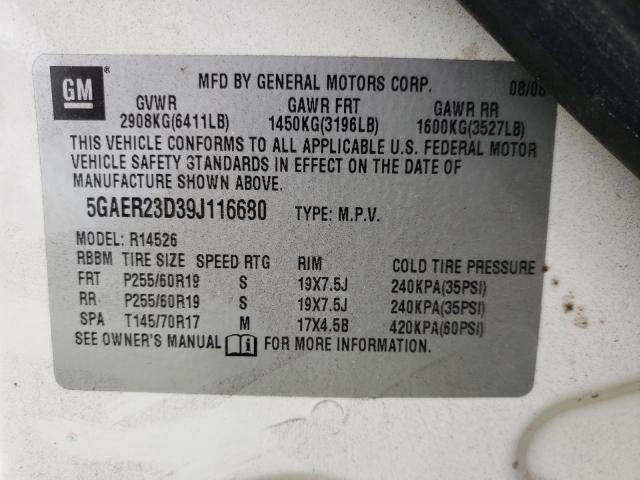 GM
®
MFD BY GENERAL MOTORS CORP. 08/08
GVWR GAWR FRT GAWR RR
2908KG(6411LB) 1450KG(3196LB) 1600KG(3527LB)
THIS VEHICLE CONFORMS TO ALL APPLICABLE U.S. FEDERAL MOTOR
VEHICLE SAFETY STANDARDS IN EFFECT ON THE DATE OF
MANUFACTURE SHOWN ABOVE.
5GAER23D39J116680 TYPE: M.P.V.
MODEL: R14526
RBBM TIRE SIZE SPEED RTG RIM COLD TIRE PRESSURE
FRT P255/60R19 S 19X7.5J 240KPA(35PSI)
RR P255/60R19 S 19X7.5J 240KPA(35PSI)
SPA T145/70R17 M 17X4.5B 420KPA(60PSI)
SEE OWNER'S MANUAL i FOR MORE INFORMATION.